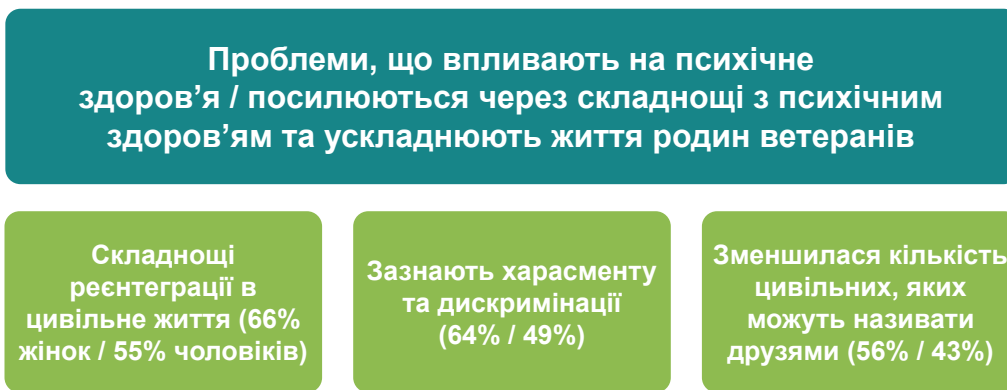 Проблеми, що впливають на психічне
здоров’я / посилюються через складнощі з психічним
здоров’ям та ускладнюють життя родин ветеранів
Складнощі
реєнтеграції в
цивільне життя (66%
жінок / 55% чоловіків)
Зазнають харасменту
та дискримінації
(64% / 49%)
Зменшилася кількість
цивільних, яких
можуть називати
друзями (56% / 43%)